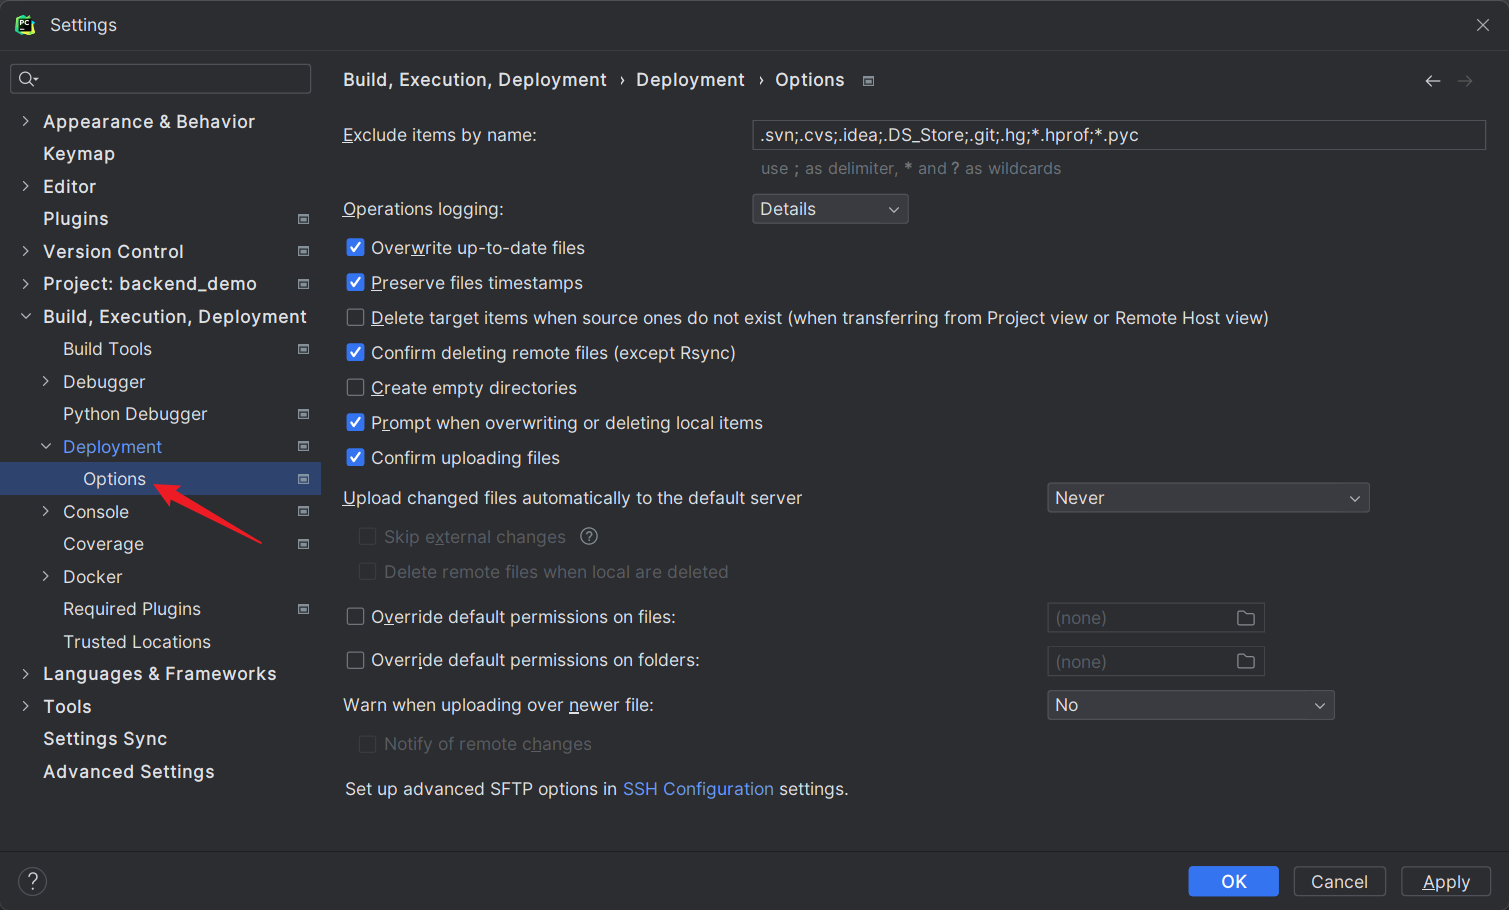 Settings
Appearance & Behavior
Keymap
Editor
Plugins
Version Control
Project: backend_demo
Build, Execution, Deployment
Build Tools
Debugger
Python Debugger
Deployment
Options
Console
Coverage
Docker
Required Plugins
Trusted Locations
Languages & Frameworks
Tools
Settings Sync
Advanced Settings
Build, Execution, Deployment › Deployment › Options
Exclude items by name: .svn;.cvs;.idea;.DS_Store;.git;.hg;*.hprof;*.pyc
use ; as delimiter, * and ? as wildcards
Operations logging: Details
Overwrite up-to-date files
Preserve files timestamps
Delete target items when source ones do not exist (when transferring from Project view or Remote Host view)
Confirm deleting remote files (except Rsync)
Create empty directories
Prompt when overwriting or deleting local items
Confirm uploading files
Upload changed files automatically to the default server Never
Skip external changes ?
Delete remote files when local are deleted
Override default permissions on files: (none)
Override default permissions on folders: (none)
Warn when uploading over newer file: No
Notify of remote changes
Set up advanced SFTP options in SSH Configuration settings.
? OK Cancel Apply